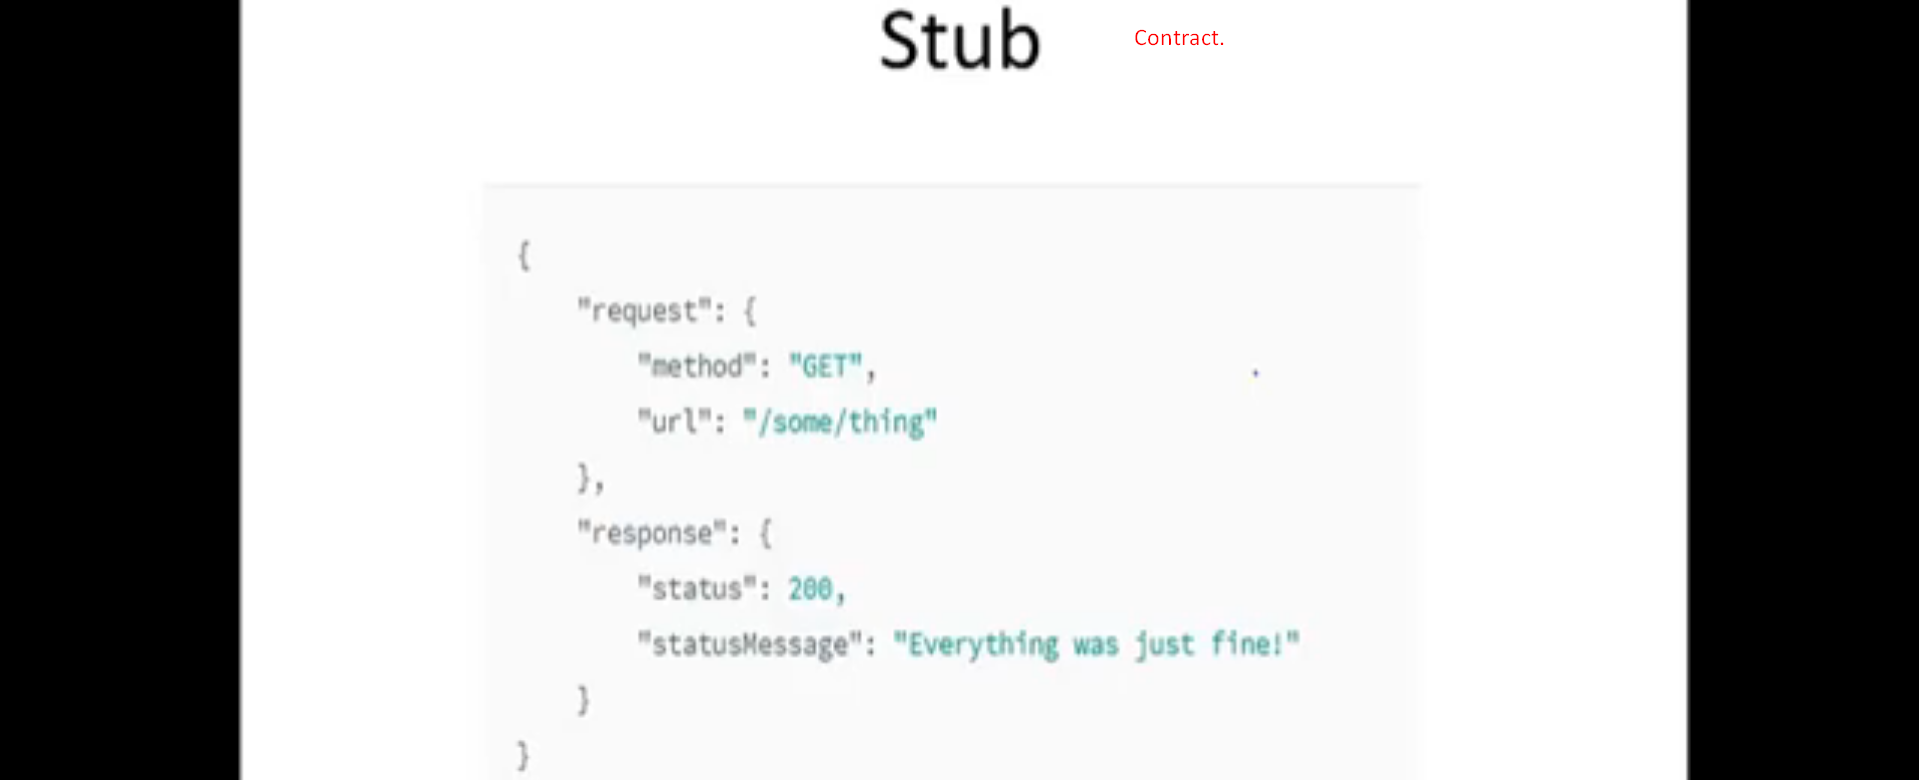 Stub
Contract.
{
"request": {
"method": "GET",
"url": "/some/thing"
},
"response": {
"status": 200,
"statusMessage": "Everything was just fine!"
}
}